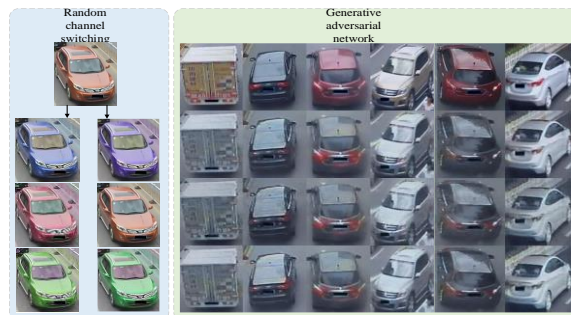 Random
channel
switching
Generative
adversarial
network